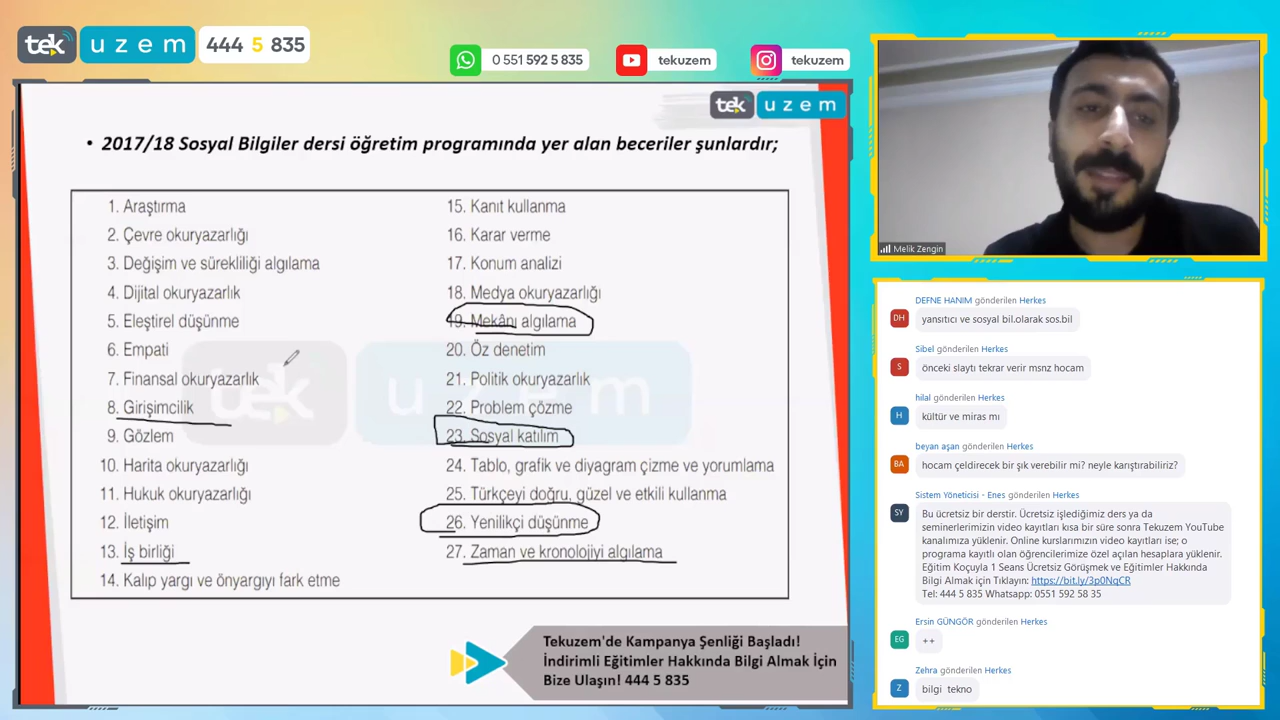 tek uzem 444 5 835
0 551 592 5 835
tekuzem
tekuzem
tek uzem
• 2017/18 Sosyal Bilgiler dersi öğretim programında yer alan beceriler şunlardır;
1. Araştırma
2. Çevre okuryazarlığı
3. Değişim ve sürekliliği algılama
4. Dijital okuryazarlık
5. Eleştirel düşünme
6. Empati
7. Finansal okuryazarlık
8. Girişimcilik
9. Gözlem
10. Harita okuryazarlığı
11. Hukuk okuryazarlığı
12. İletişim
13. İş birliği
14. Kalıp yargı ve önyargıyı fark etme
15. Kanıt kullanma
16. Karar verme
17. Konum analizi
18. Medya okuryazarlığı
19. Mekânı algılama
20. Öz denetim
21. Politik okuryazarlık
22. Problem çözme
23. Sosyal katılım
24. Tablo, grafik ve diyagram çizme ve yorumlama
25. Türkçeyi doğru, güzel ve etkili kullanma
26. Yenilikçi düşünme
27. Zaman ve kronolojiyi algılama
tek uzem
Tekuzem'de Kampanya Şenliği Başladı!
İndirimli Eğitimler Hakkında Bilgi Almak İçin
Bize Ulaşın! 444 5 835
Melik Zengin
DEFNE HANIM gönderilen Herkes
DH yansıtıcı ve sosyal bil.olarak sos.bil
Sibel gönderilen Herkes
S önceki slaytı tekrar verir msnz hocam
hilal gönderilen Herkes
H kültür ve miras mı
beyan aşan gönderilen Herkes
BA hocam çeldirecek bir şık verebilir mi? neyle karıştırabiliriz?
Sistem Yöneticisi - Enes gönderilen Herkes
SY Bu ücretsiz bir derstir. Ücretsiz işlediğimiz ders ya da
seminerlerimizin video kayıtları kısa bir süre sonra Tekuzem YouTube
kanalımıza yüklenir. Online kurslarımızın video kayıtları ise; o
programa kayıtlı olan öğrencilerimize özel açılan hesaplara yüklenir.
Eğitim Koçuyla 1 Seans Ücretsiz Görüşmek ve Eğitimler Hakkında
Bilgi Almak için Tıklayın: https://bit.ly/3p0NqCR
Tel: 444 5 835 Whatsapp: 0551 592 58 35
Ersin GÜNGÖR gönderilen Herkes
EG ++
Zehra gönderilen Herkes
Z bilgi tekno